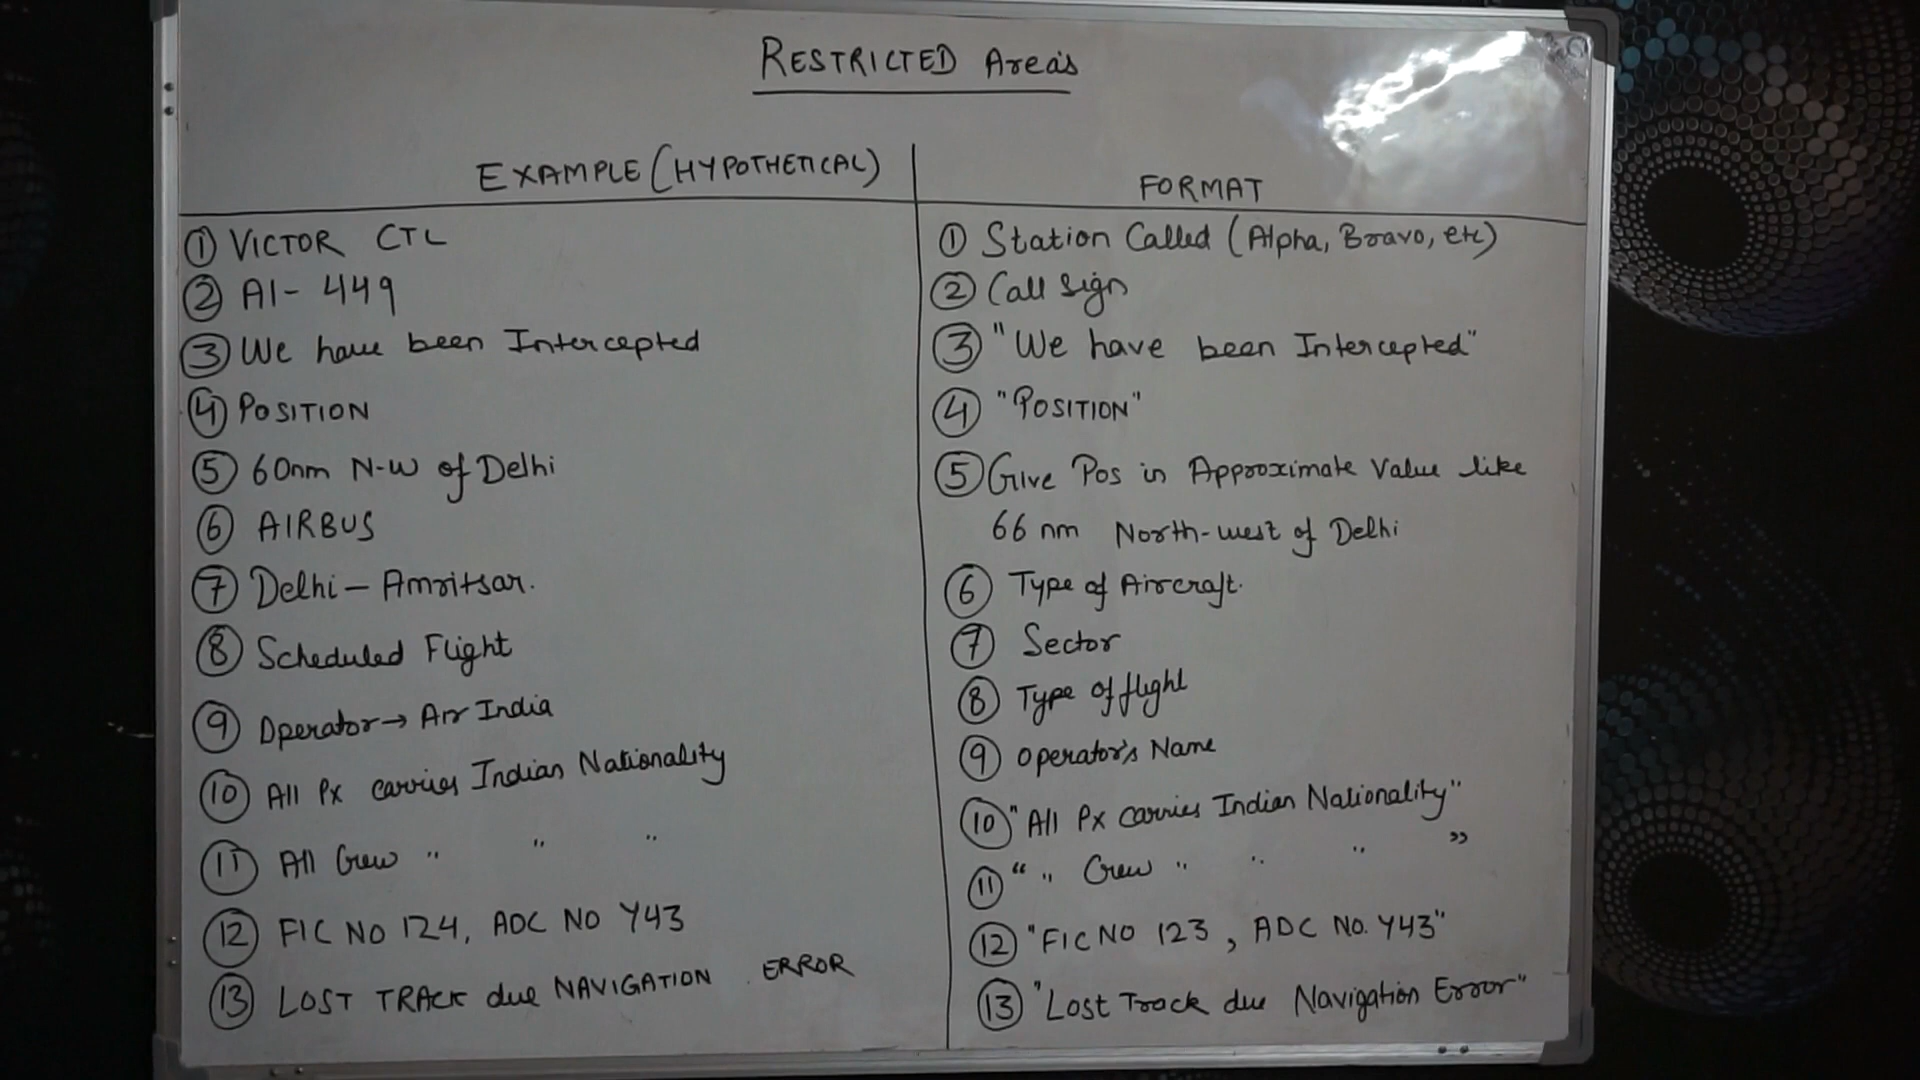 RESTRICTED Area's
EXAMPLE (HYPOTHETICAL)
① VICTOR CTL
② AI - 449
③ We have been Intercepted
④ POSITION
⑤ 60nm N-W of Delhi
⑥ AIRBUS
⑦ Delhi - Amritsar.
⑧ Scheduled Flight
⑨ Operator → Air India
⑩ All Px carries Indian Nationality
⑪ All Crew " " "
⑫ FIC NO 124, ADC NO Y43
⑬ LOST TRACK due NAVIGATION ERROR
FORMAT
① Station Called (Alpha, Bravo, etc)
② Call Sign
③ "We have been Intercepted"
④ "POSITION"
⑤ Give Pos in Approximate Value like
66 nm North-west of Delhi
⑥ Type of Aircraft.
⑦ Sector
⑧ Type of flight
⑨ Operator's Name
⑩ "All Px carries Indian Nationality"
⑪ " " Crew " " " "
⑫ "FIC NO 123, ADC NO. Y43"
⑬ "Lost Track due Navigation Error"